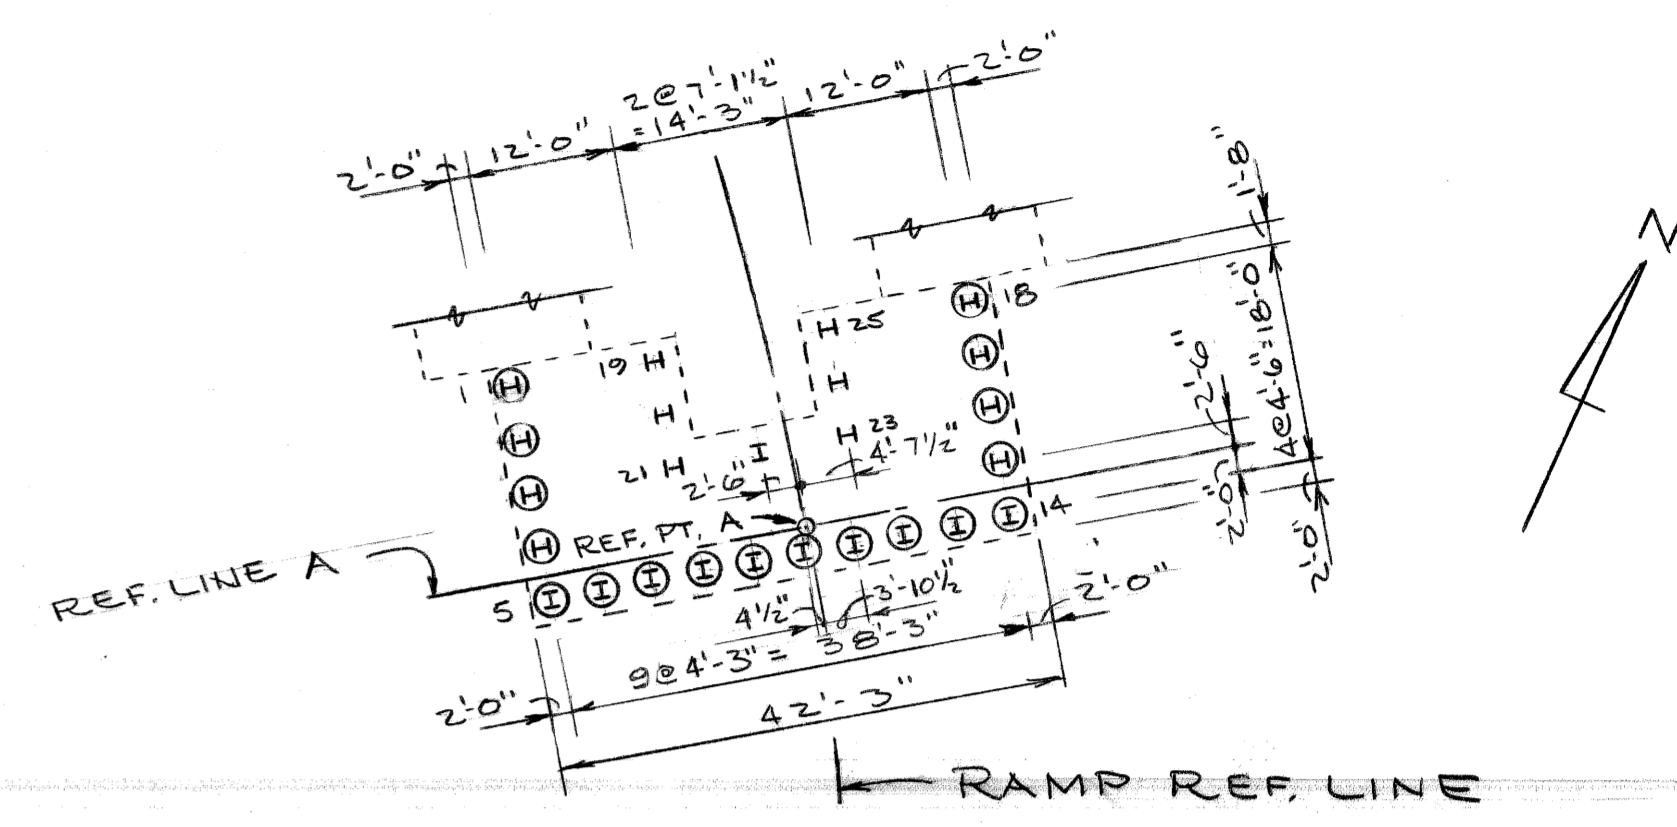 2'-0"
2@7'-1½"
=14'-3"
12'-0"
12'-0"
2'-0"
1'-8"
N
4@4'-6"=18'-0"
2'-6"
2'-0"
2'-0"
H 18
H 25
19 H
1 H
H
H
H
H
H
H
H 23
4'-7½"
I
21 H
2'-6"
H
H
REF. PT. A
H REF. LINE A
5 I I I I I I I I I I 14
4½"
3'-10½"
2'-0"
9@4'-3"= 38'-3"
2'-0"
42'-3"
RAMP REF. LINE